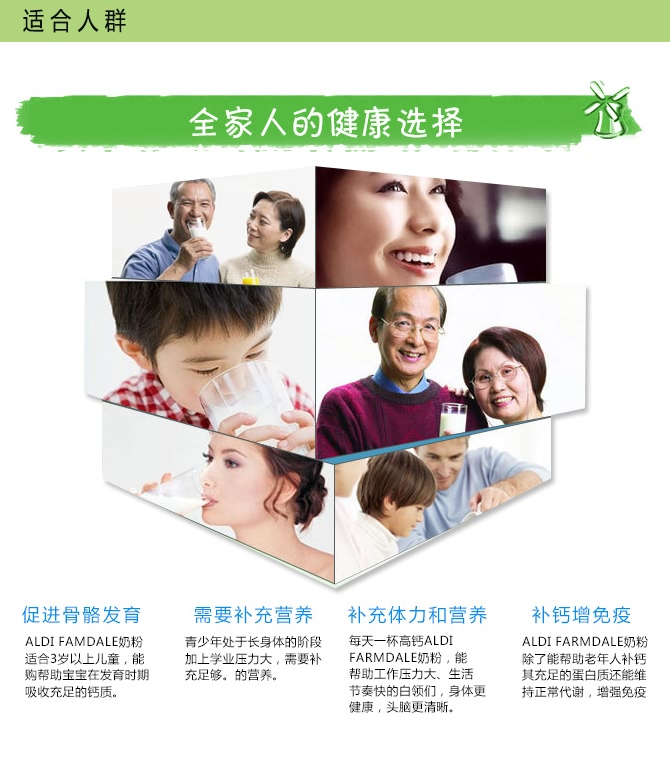 适合人群
全家人的健康选择
促进骨骼发育
ALDI FAMDALE奶粉
适合3岁以上儿童，能
购帮助宝宝在发育时期
吸收充足的钙质。
需要补充营养
青少年处于长身体的阶段
加上学业压力大，需要补
充足够。的营养。
补充体力和营养
每天一杯高钙ALDI
FARMDALE奶粉，能
帮助工作压力大、生活
节奏快的白领们，身体更
健康，头脑更清晰。
补钙增免疫
ALDI FARMDALE奶粉
除了能帮助老年人补钙
其充足的蛋白质还能维
持正常代谢，增强免疫